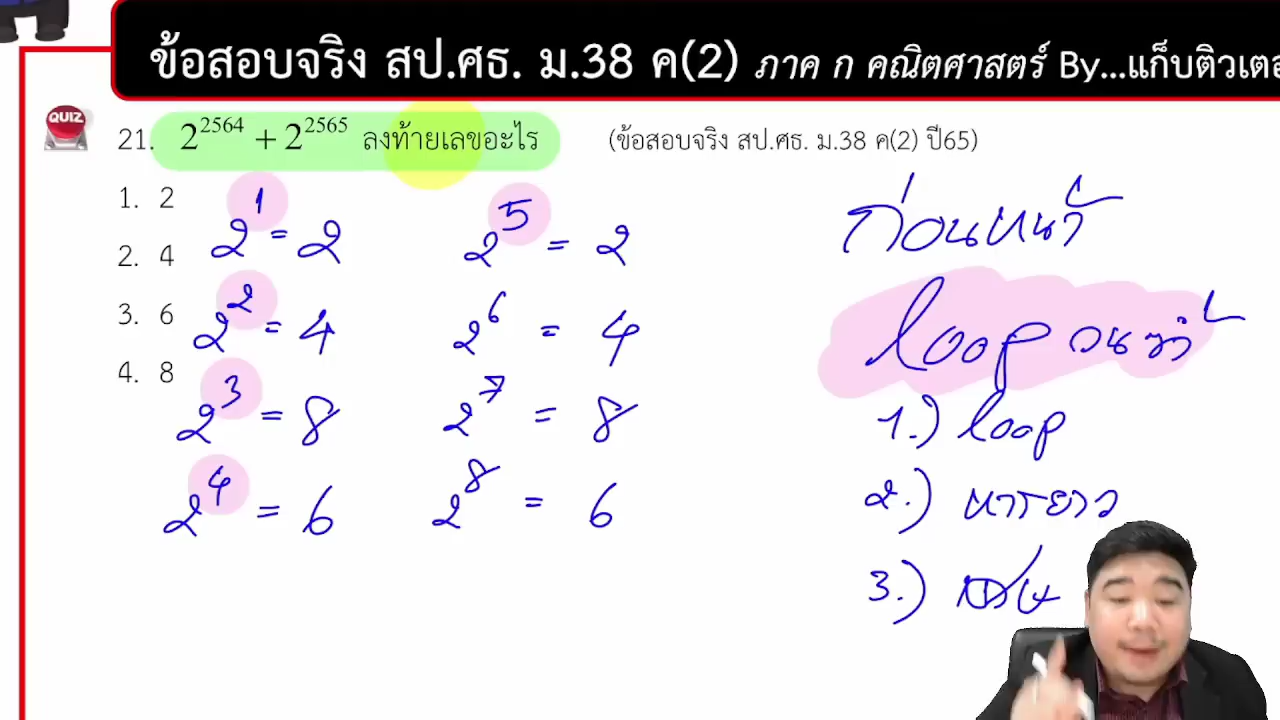 ข้อสอบจริง สป.ศธ. ม.38 ค(2) ภาค ก คณิตศาสตร์ By...แก็บติวเตอ
QUIZ
21. 2^2564 + 2^2565 ลงท้ายเลขอะไร (ข้อสอบจริง สป.ศธ. ม.38 ค(2) ปี65)
1. 2
2. 4
3. 6
4. 8
2^1 = 2
2^2 = 4
2^3 = 8
2^4 = 6
2^5 = 2
2^6 = 4
2^7 = 8
2^8 = 6
ก่อนหน้า
loop วนซ้ำ
1.) loop
2.) หารยาว
3.) เศษ